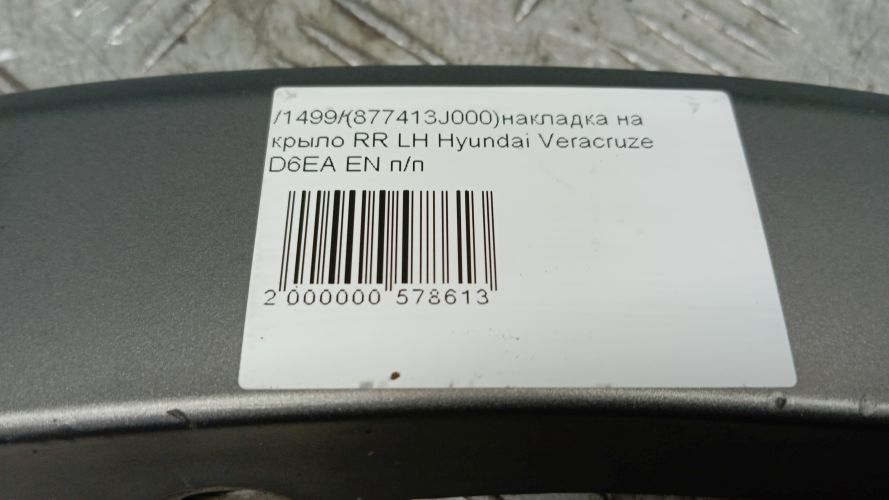 /1499/(877413J000)накладка на
крыло RR LH Hyundai Veracruze
D6EA EN п/п
2 000000 578613